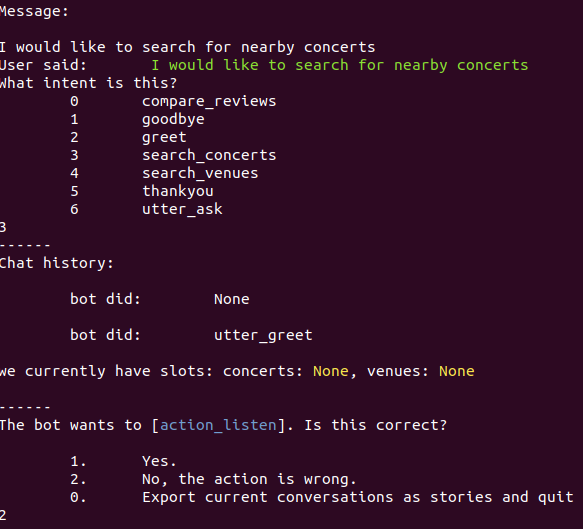 Message:
I would like to search for nearby concerts
User said: I would like to search for nearby concerts
What intent is this?
0 compare_reviews
1 goodbye
2 greet
3 search_concerts
4 search_venues
5 thankyou
6 utter_ask
3
------
Chat history:
bot did: None
bot did: utter_greet
we currently have slots: concerts: None, venues: None
------
The bot wants to [action_listen]. Is this correct?
1. Yes.
2. No, the action is wrong.
0. Export current conversations as stories and quit
2